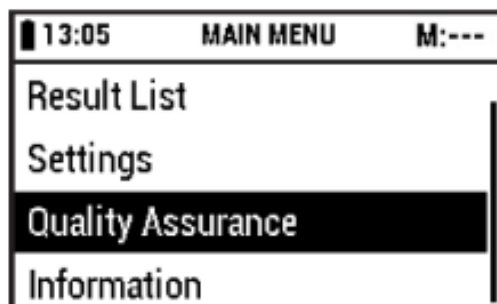 13:05 MAIN MENU M:---
Result List
Settings
Quality Assurance
Information